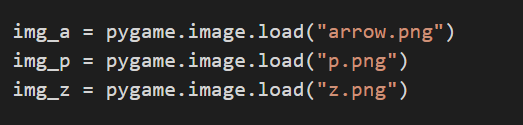 img_a = pygame.image.load("arrow.png")
img_p = pygame.image.load("p.png")
img_z = pygame.image.load("z.png")